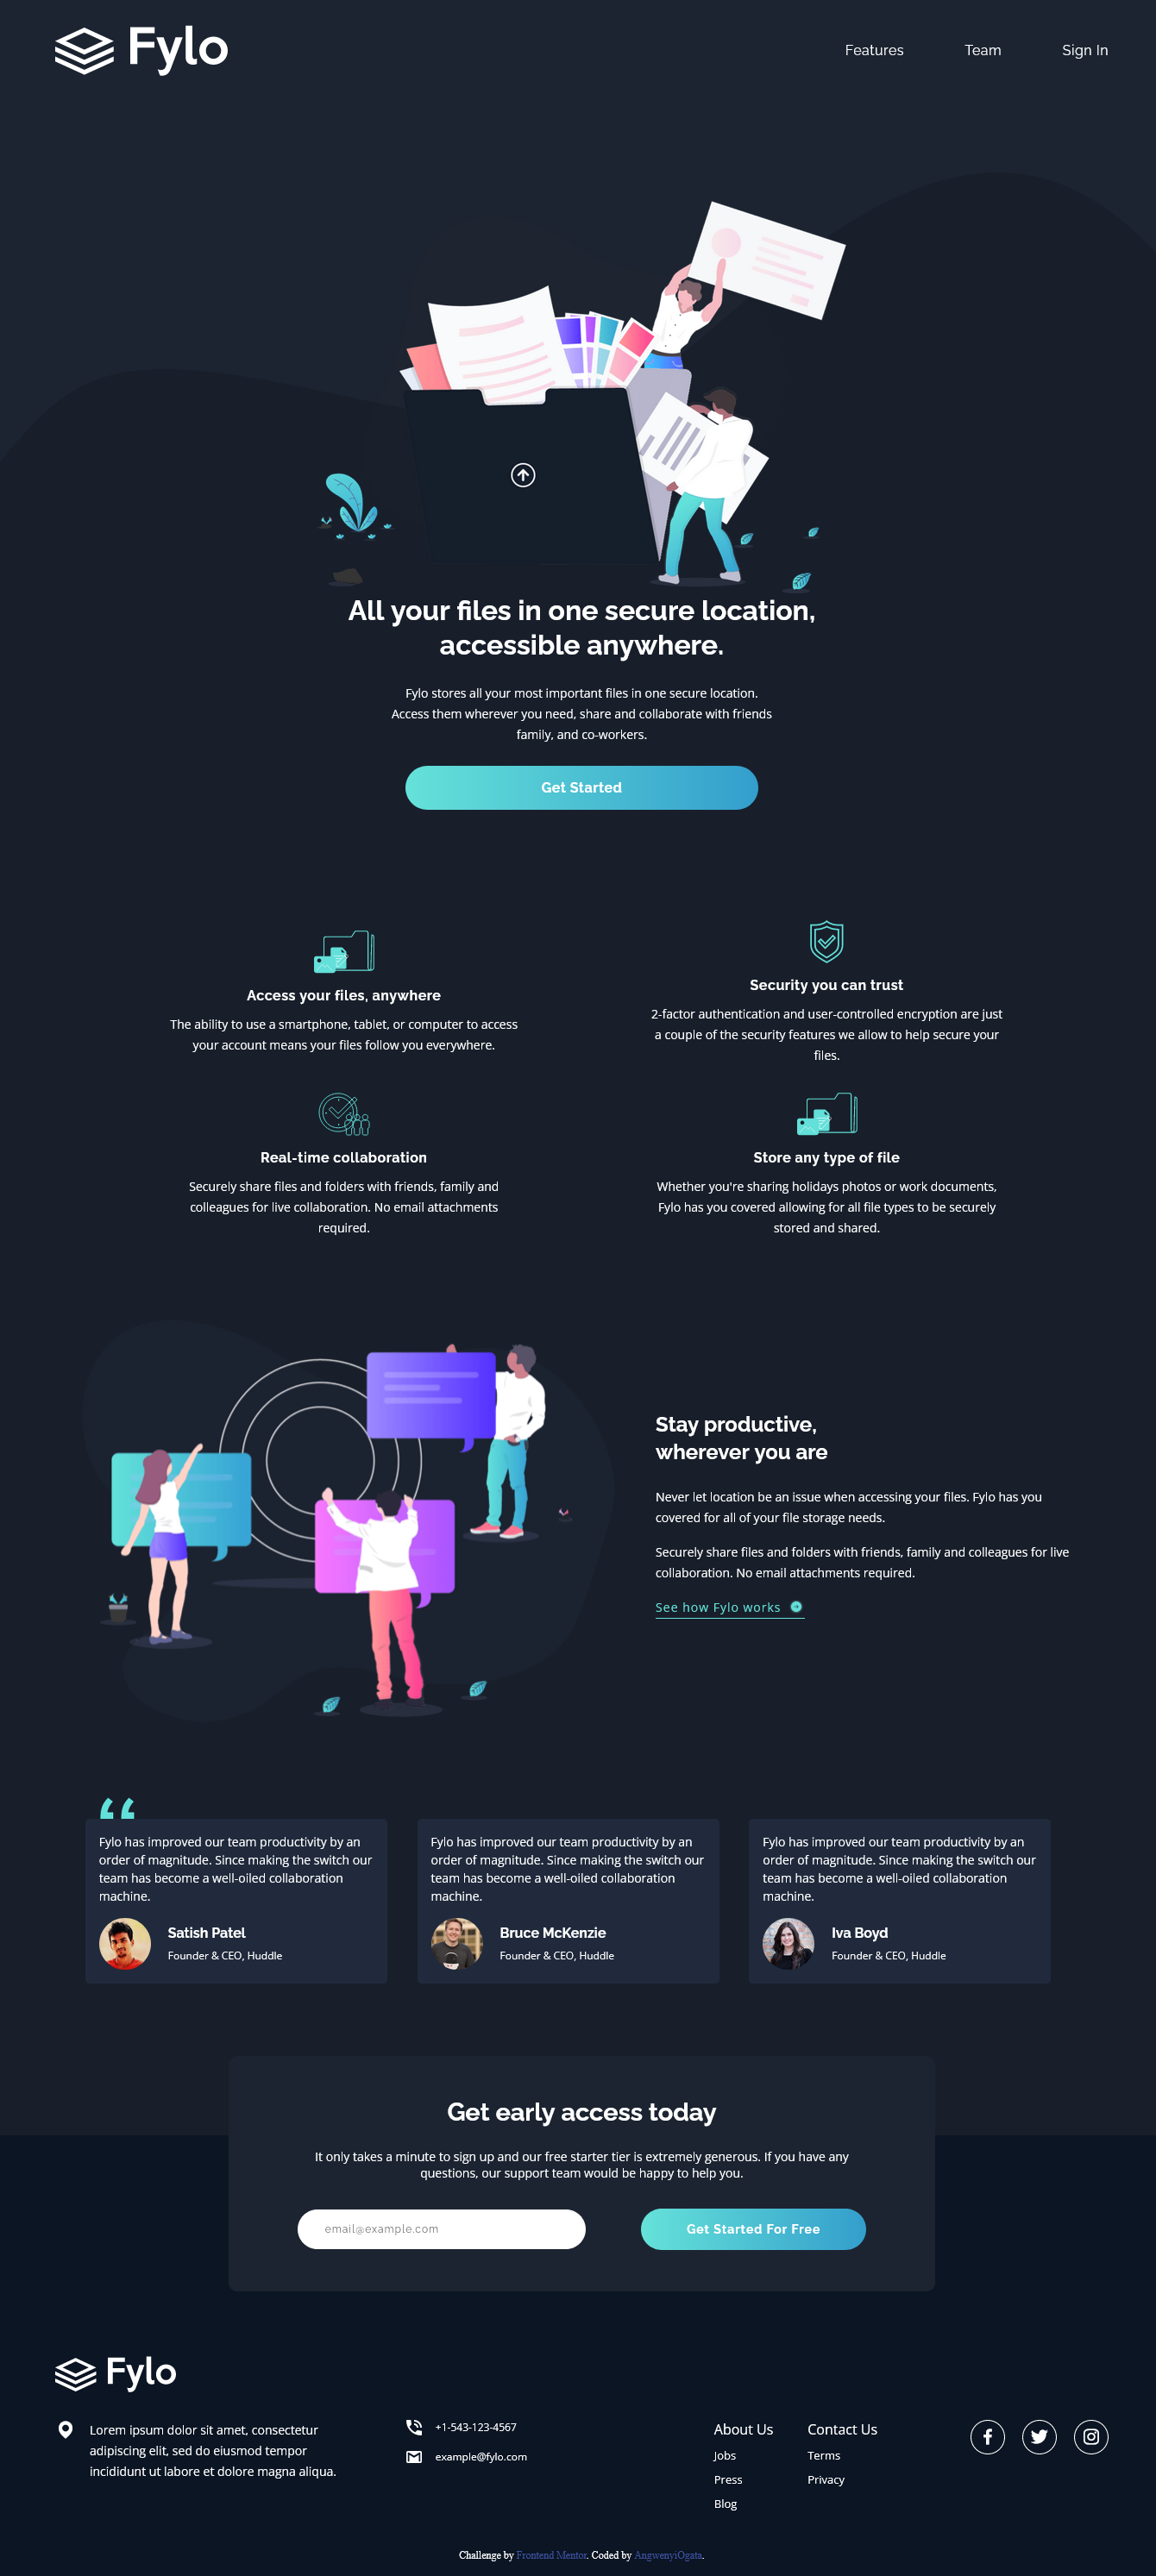 Fylo
Features
Team
Sign In
All your files in one secure location,
accessible anywhere.
Fylo stores all your most important files in one secure location.
Access them wherever you need, share and collaborate with friends
family, and co-workers.
Get Started
Access your files, anywhere
The ability to use a smartphone, tablet, or computer to access
your account means your files follow you everywhere.
Security you can trust
2-factor authentication and user-controlled encryption are just
a couple of the security features we allow to help secure your
files.
Real-time collaboration
Securely share files and folders with friends, family and
colleagues for live collaboration. No email attachments
required.
Store any type of file
Whether you're sharing holidays photos or work documents,
Fylo has you covered allowing for all file types to be securely
stored and shared.
Stay productive,
wherever you are
Never let location be an issue when accessing your files. Fylo has you
covered for all of your file storage needs.
Securely share files and folders with friends, family and colleagues for live
collaboration. No email attachments required.
See how Fylo works
“
Fylo has improved our team productivity by an
order of magnitude. Since making the switch our
team has become a well-oiled collaboration
machine.
Satish Patel
Founder & CEO, Huddle
Fylo has improved our team productivity by an
order of magnitude. Since making the switch our
team has become a well-oiled collaboration
machine.
Bruce McKenzie
Founder & CEO, Huddle
Fylo has improved our team productivity by an
order of magnitude. Since making the switch our
team has become a well-oiled collaboration
machine.
Iva Boyd
Founder & CEO, Huddle
Get early access today
It only takes a minute to sign up and our free starter tier is extremely generous. If you have any
questions, our support team would be happy to help you.
email@example.com
Get Started For Free
Fylo
Lorem ipsum dolor sit amet, consectetur
adipiscing elit, sed do eiusmod tempor
incididunt ut labore et dolore magna aliqua.
+1-543-123-4567
example@fylo.com
About Us
Jobs
Press
Blog
Contact Us
Terms
Privacy
Challenge by Frontend Mentor. Coded by AngwenyiOgata.